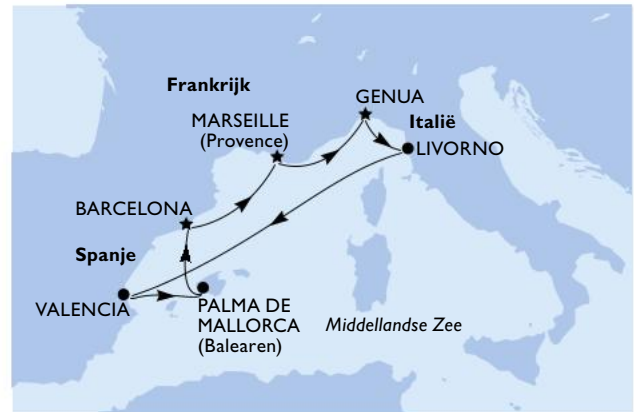 Frankrijk
GENUA
MARSEILLE
(Provence)
Italië
LIVORNO
BARCELONA
Spanje
VALENCIA
PALMA DE
MALLORCA
(Balearen)
Middellandse Zee